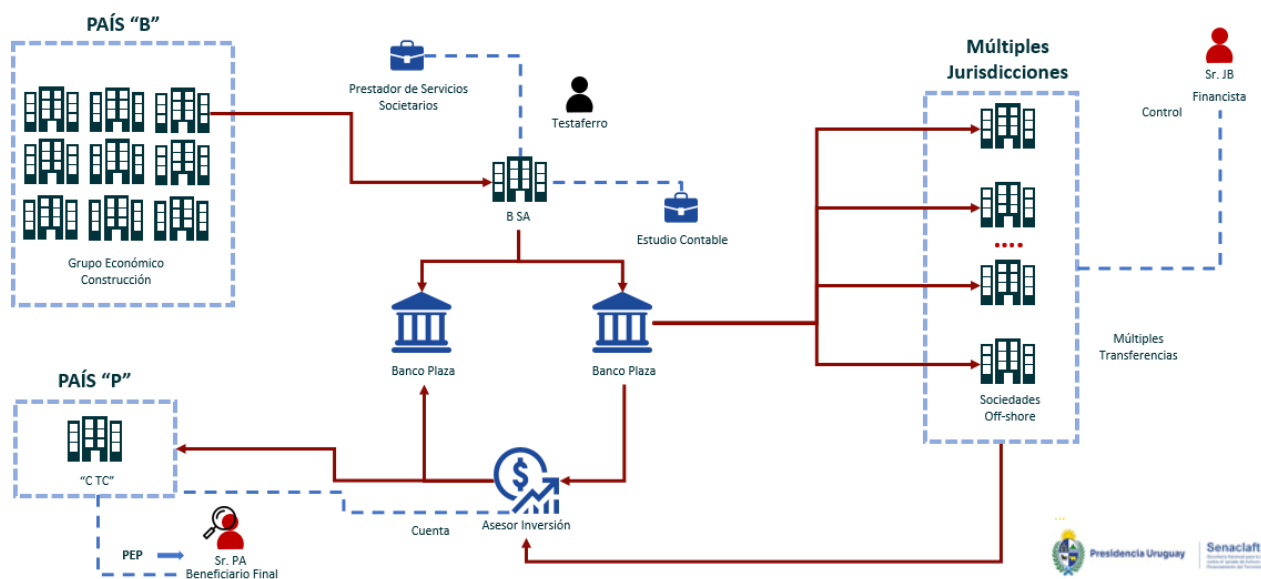 PAÍS “B”
Grupo Económico
Construcción
Prestador de Servicios
Societarios
Testaferro
B SA
Estudio Contable
Banco Plaza
Banco Plaza
Múltiples
Jurisdicciones
Sr. JB
Financista
Control
Múltiples
Transferencias
Sociedades
Off-shore
PAÍS “P”
“C TC”
Cuenta
Asesor Inversión
PEP
Sr. PA
Beneficiario Final
Presidencia Uruguay
Senaclaft